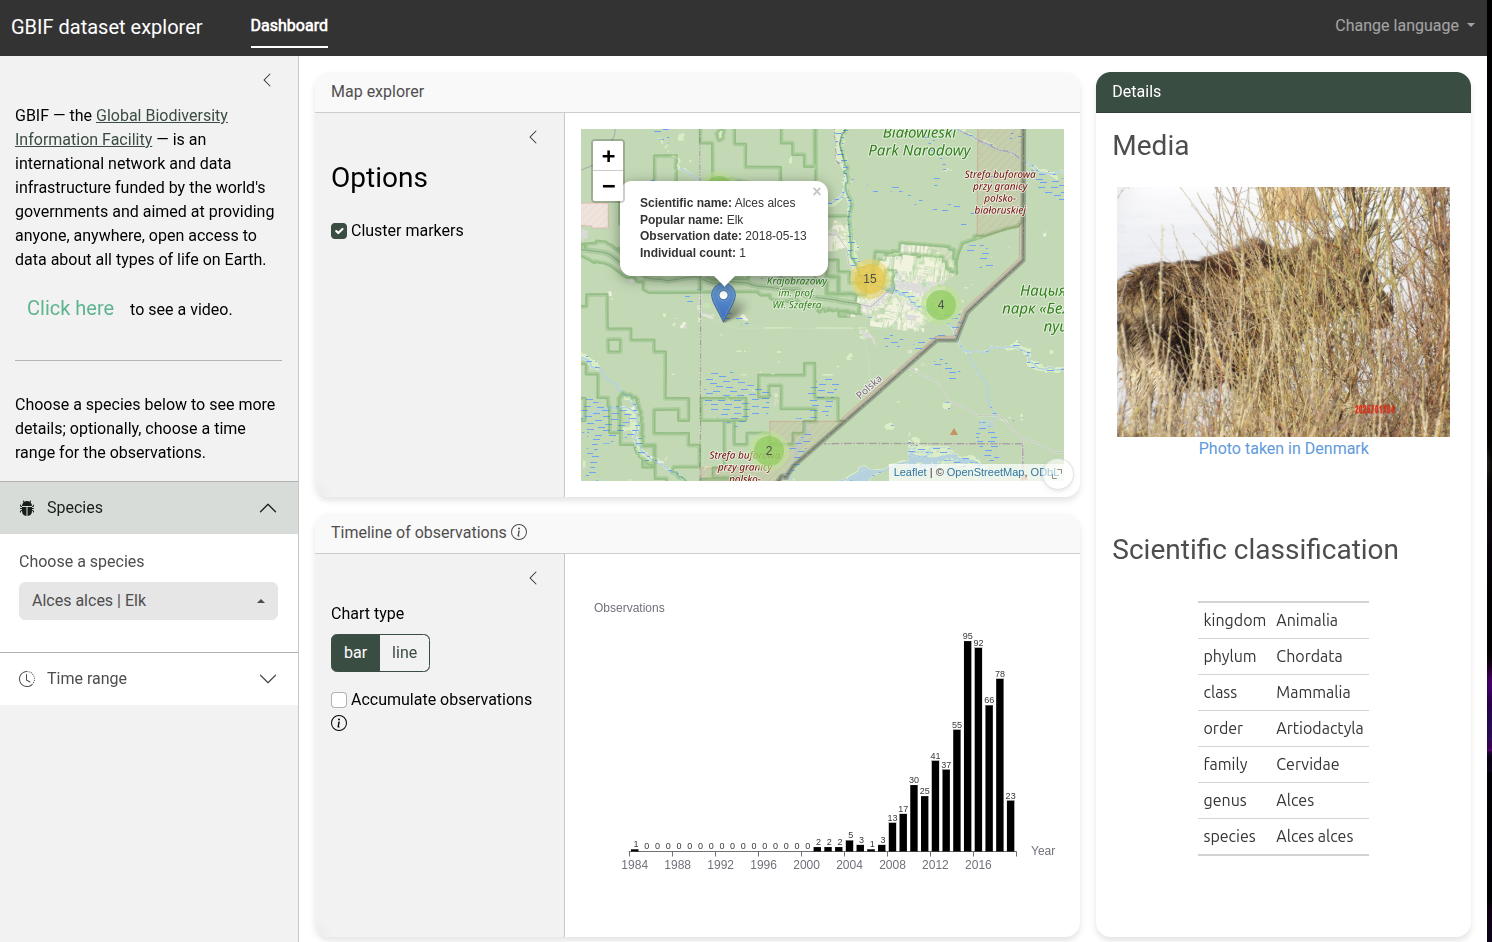 GBIF dataset explorer
Dashboard
Change language
GBIF — the Global Biodiversity
Information Facility — is an
international network and data
infrastructure funded by the world's
governments and aimed at providing
anyone, anywhere, open access to
data about all types of life on Earth.
Click here to see a video.
Choose a species below to see more
details; optionally, choose a time
range for the observations.
Species
Choose a species
Alces alces | Elk
Time range
Map explorer
Options
Cluster markers
+
−
Białowieski
Park Narodowy
Strefa buforowa
przy granicy
polsko-
białoruskiej
×
Scientific name: Alces alces
Popular name: Elk
Observation date: 2018-05-13
Individual count: 1
Krajobrazowy
im. prof.
Wł. Szafera
15
4
Нацыя
парк «Бе
пу
Polska
2
Strefa
przy granicy
polsko-
Leaflet | © OpenStreetMap,
Timeline of observations
Chart type
bar
line
Accumulate observations
Observations
1 0 0 0 0 0 0 0 0 0 0 0 0 0 0 0 0 2 2 2 5 3 1 3 13 17 30 25 41 37 55 95 92 66 78 23
Year
1984 1988 1992 1996 2000 2004 2008 2012 2016
Details
Media
Photo taken in Denmark
Scientific classification
kingdom Animalia
phylum Chordata
class Mammalia
order Artiodactyla
family Cervidae
genus Alces
species Alces alces